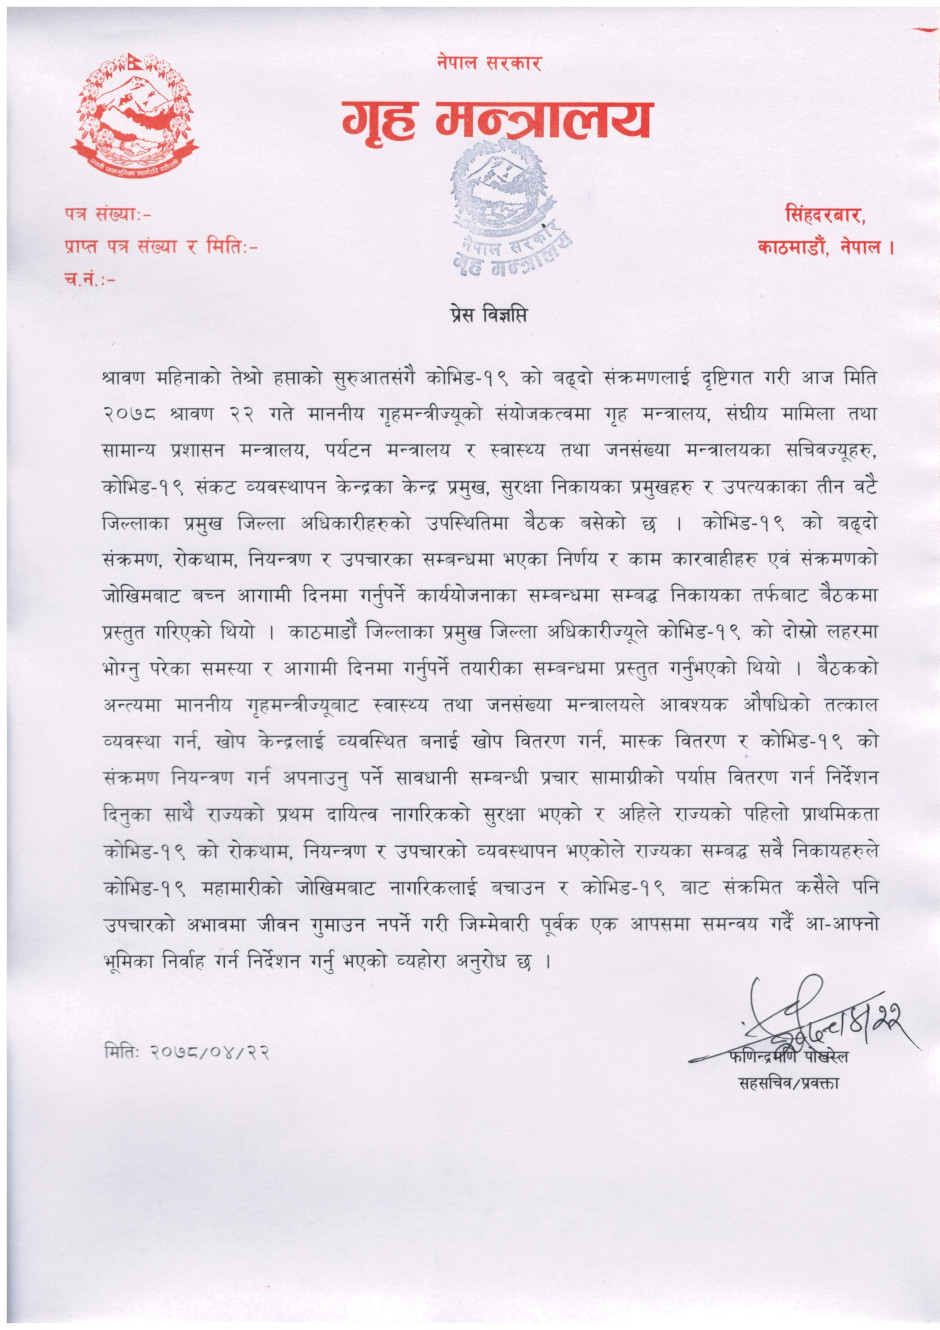 नेपाल सरकार
गृह मन्त्रालय
नेपाल सरकार
गृह मन्त्रालय
पत्र संख्याः-
प्राप्त पत्र संख्या र मितिः-
च.नं.ः-
सिंहदरबार,
काठमाडौं, नेपाल ।
प्रेस विज्ञप्ति
श्रावण महिनाको तेश्रो हप्ताको सुरुआतसंगै कोभिड-१९ को बढ्दो संक्रमणलाई दृष्टिगत गरी आज मिति
२०७८ श्रावण २२ गते माननीय गृहमन्त्रीज्यूको संयोजकत्वमा गृह मन्त्रालय, संघीय मामिला तथा
सामान्य प्रशासन मन्त्रालय, पर्यटन मन्त्रालय र स्वास्थ्य तथा जनसंख्या मन्त्रालयका सचिवज्यूहरु,
कोभिड-१९ संकट व्यवस्थापन केन्द्रका केन्द्र प्रमुख, सुरक्षा निकायका प्रमुखहरु र उपत्यकाका तीन वटै
जिल्लाका प्रमुख जिल्ला अधिकारीहरुको उपस्थितिमा बैठक बसेको छ । कोभिड-१९ को बढ्दो
संक्रमण, रोकथाम, नियन्त्रण र उपचारका सम्बन्धमा भएका निर्णय र काम कारवाहीहरु एवं संक्रमणको
जोखिमबाट बच्न आगामी दिनमा गर्नुपर्ने कार्ययोजनाका सम्बन्धमा सम्बद्ध निकायका तर्फबाट बैठकमा
प्रस्तुत गरिएको थियो । काठमाडौं जिल्लाका प्रमुख जिल्ला अधिकारीज्यूले कोभिड-१९ को दोस्रो लहरमा
भोग्नु परेका समस्या र आगामी दिनमा गर्नुपर्ने तयारीका सम्बन्धमा प्रस्तुत गर्नुभएको थियो । बैठकको
अन्त्यमा माननीय गृहमन्त्रीज्यूबाट स्वास्थ्य तथा जनसंख्या मन्त्रालयले आवश्यक औषधिको तत्काल
व्यवस्था गर्न, खोप केन्द्रलाई व्यवस्थित बनाई खोप वितरण गर्न, मास्क वितरण र कोभिड-१९ को
संक्रमण नियन्त्रण गर्न अपनाउनु पर्ने सावधानी सम्बन्धी प्रचार सामाग्रीको पर्याप्त वितरण गर्न निर्देशन
दिनुका साथै राज्यको प्रथम दायित्व नागरिकको सुरक्षा भएको र अहिले राज्यको पहिलो प्राथमिकता
कोभिड-१९ को रोकथाम, नियन्त्रण र उपचारको व्यवस्थापन भएकोले राज्यका सम्बद्ध सवै निकायहरुले
कोभिड-१९ महामारीको जोखिमबाट नागरिकलाई बचाउन र कोभिड-१९ बाट संक्रमित कसैले पनि
उपचारको अभावमा जीवन गुमाउन नपर्ने गरी जिम्मेवारी पूर्वक एक आपसमा समन्वय गर्दै आ-आफ्नो
भूमिका निर्वाह गर्न निर्देशन गर्नु भएको व्यहोरा अनुरोध छ ।
मितिः २०७८/०४/२२
फणिन्द्रमणि पोखरेल
सहसचिव/प्रवक्ता